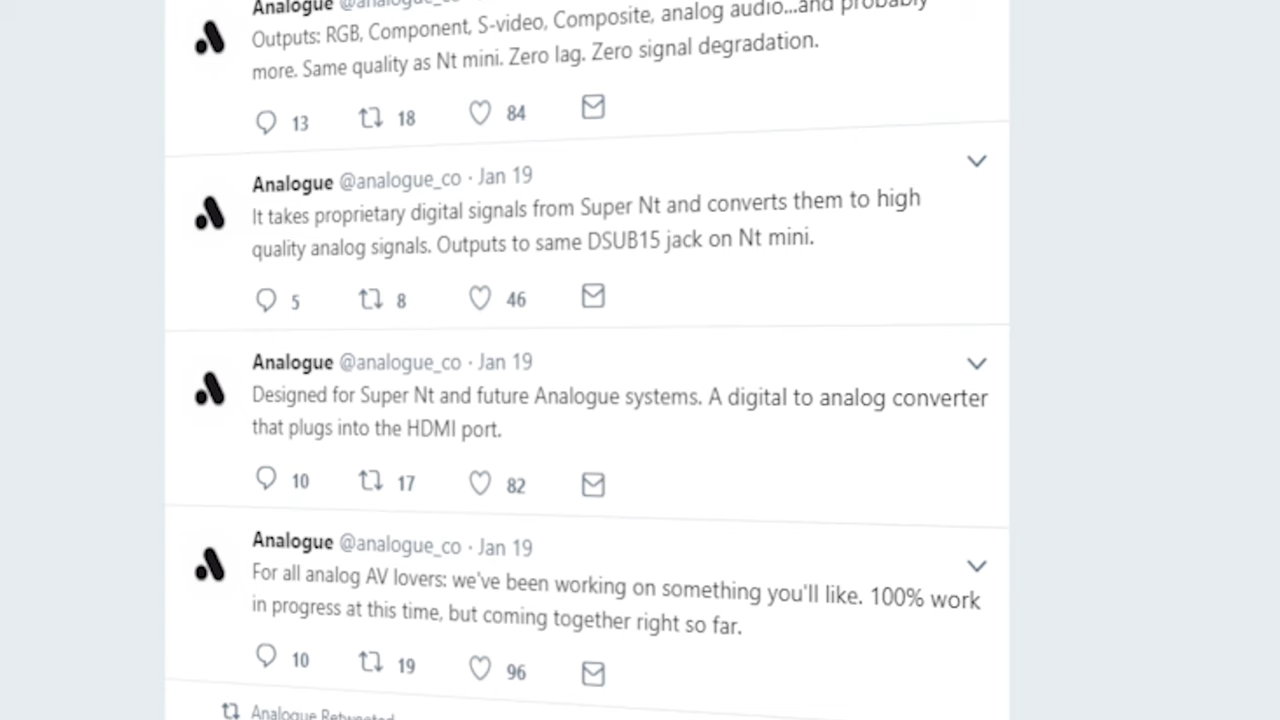 Analogue @analogue_co
Outputs: RGB, Component, S-video, Composite, analog audio...and probably
more. Same quality as Nt mini. Zero lag. Zero signal degradation.
13 18 84
Analogue @analogue_co · Jan 19
It takes proprietary digital signals from Super Nt and converts them to high
quality analog signals. Outputs to same DSUB15 jack on Nt mini.
5 8 46
Analogue @analogue_co · Jan 19
Designed for Super Nt and future Analogue systems. A digital to analog converter
that plugs into the HDMI port.
10 17 82
Analogue @analogue_co · Jan 19
For all analog AV lovers: we've been working on something you'll like. 100% work
in progress at this time, but coming together right so far.
10 19 96
Analogue Retweeted